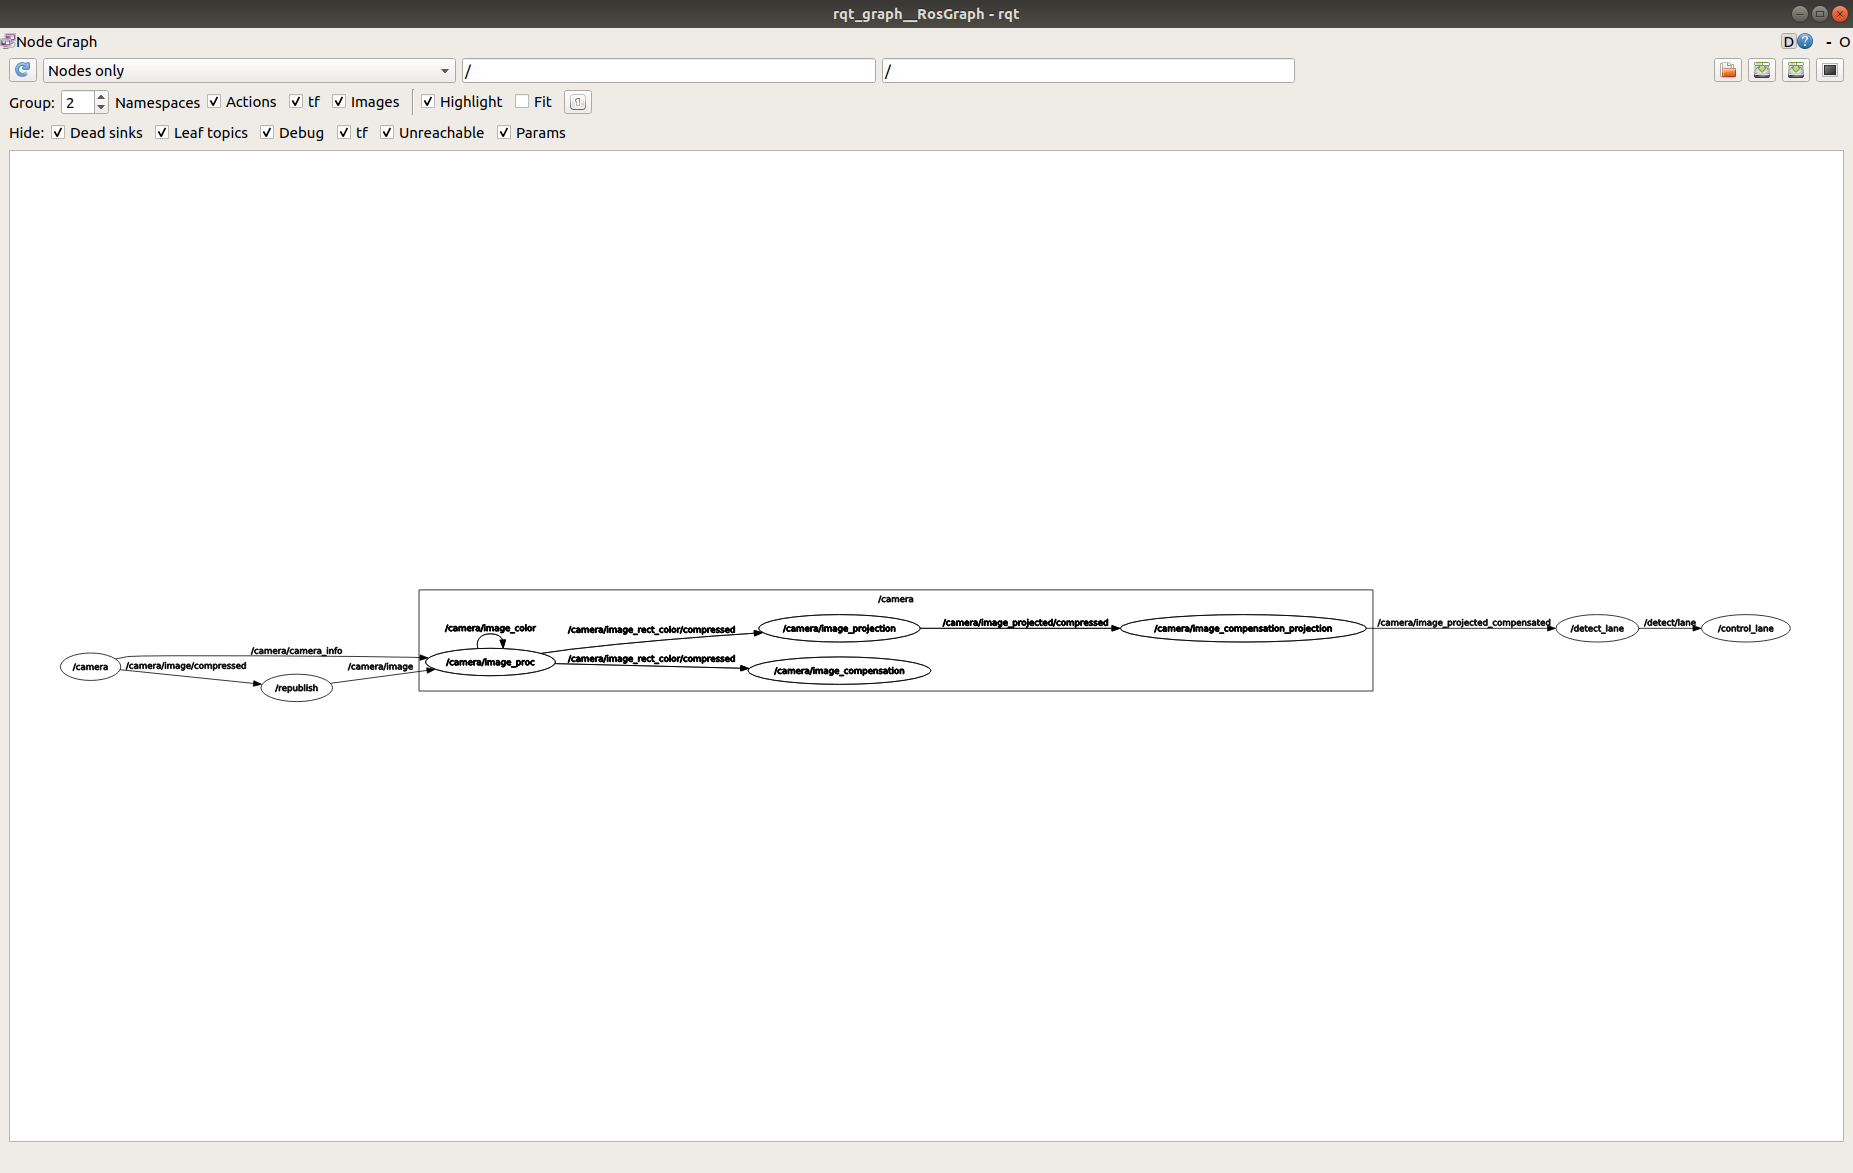 rqt_graph__RosGraph - rqt
Node Graph
D ? - O
Nodes only / /
Group: 2 Namespaces Actions tf Images Highlight Fit
Hide: Dead sinks Leaf topics Debug tf Unreachable Params
/camera
/camera/image_color
/camera/image_rect_color/compressed
/camera/image_projection
/camera/image_projected/compressed
/camera/image_compensation_projection
/camera/image_projected_compensated
/detect_lane
/detect/lane
/control_lane
/camera/camera_info
/camera
/camera/image/compressed
/republish
/camera/image
/camera/image_proc
/camera/image_rect_color/compressed
/camera/image_compensation